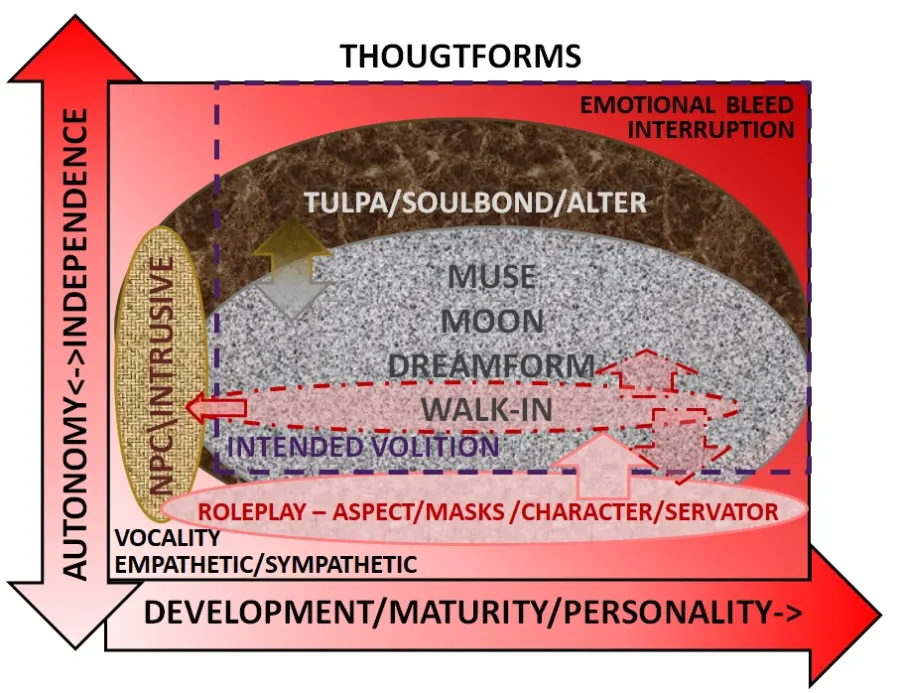 THOUGTFORMS
EMOTIONAL BLEED
INTERRUPTION
TULPA/SOULBOND/ALTER
MUSE
MOON
DREAMFORM
WALK-IN
INTENDED VOLITION
NPC\INTRUSIVE
AUTONOMY<->INDEPENDENCE
ROLEPLAY – ASPECT/MASKS /CHARACTER/SERVATOR
VOCALITY
EMPATHETIC/SYMPATHETIC
DEVELOPMENT/MATURITY/PERSONALITY->